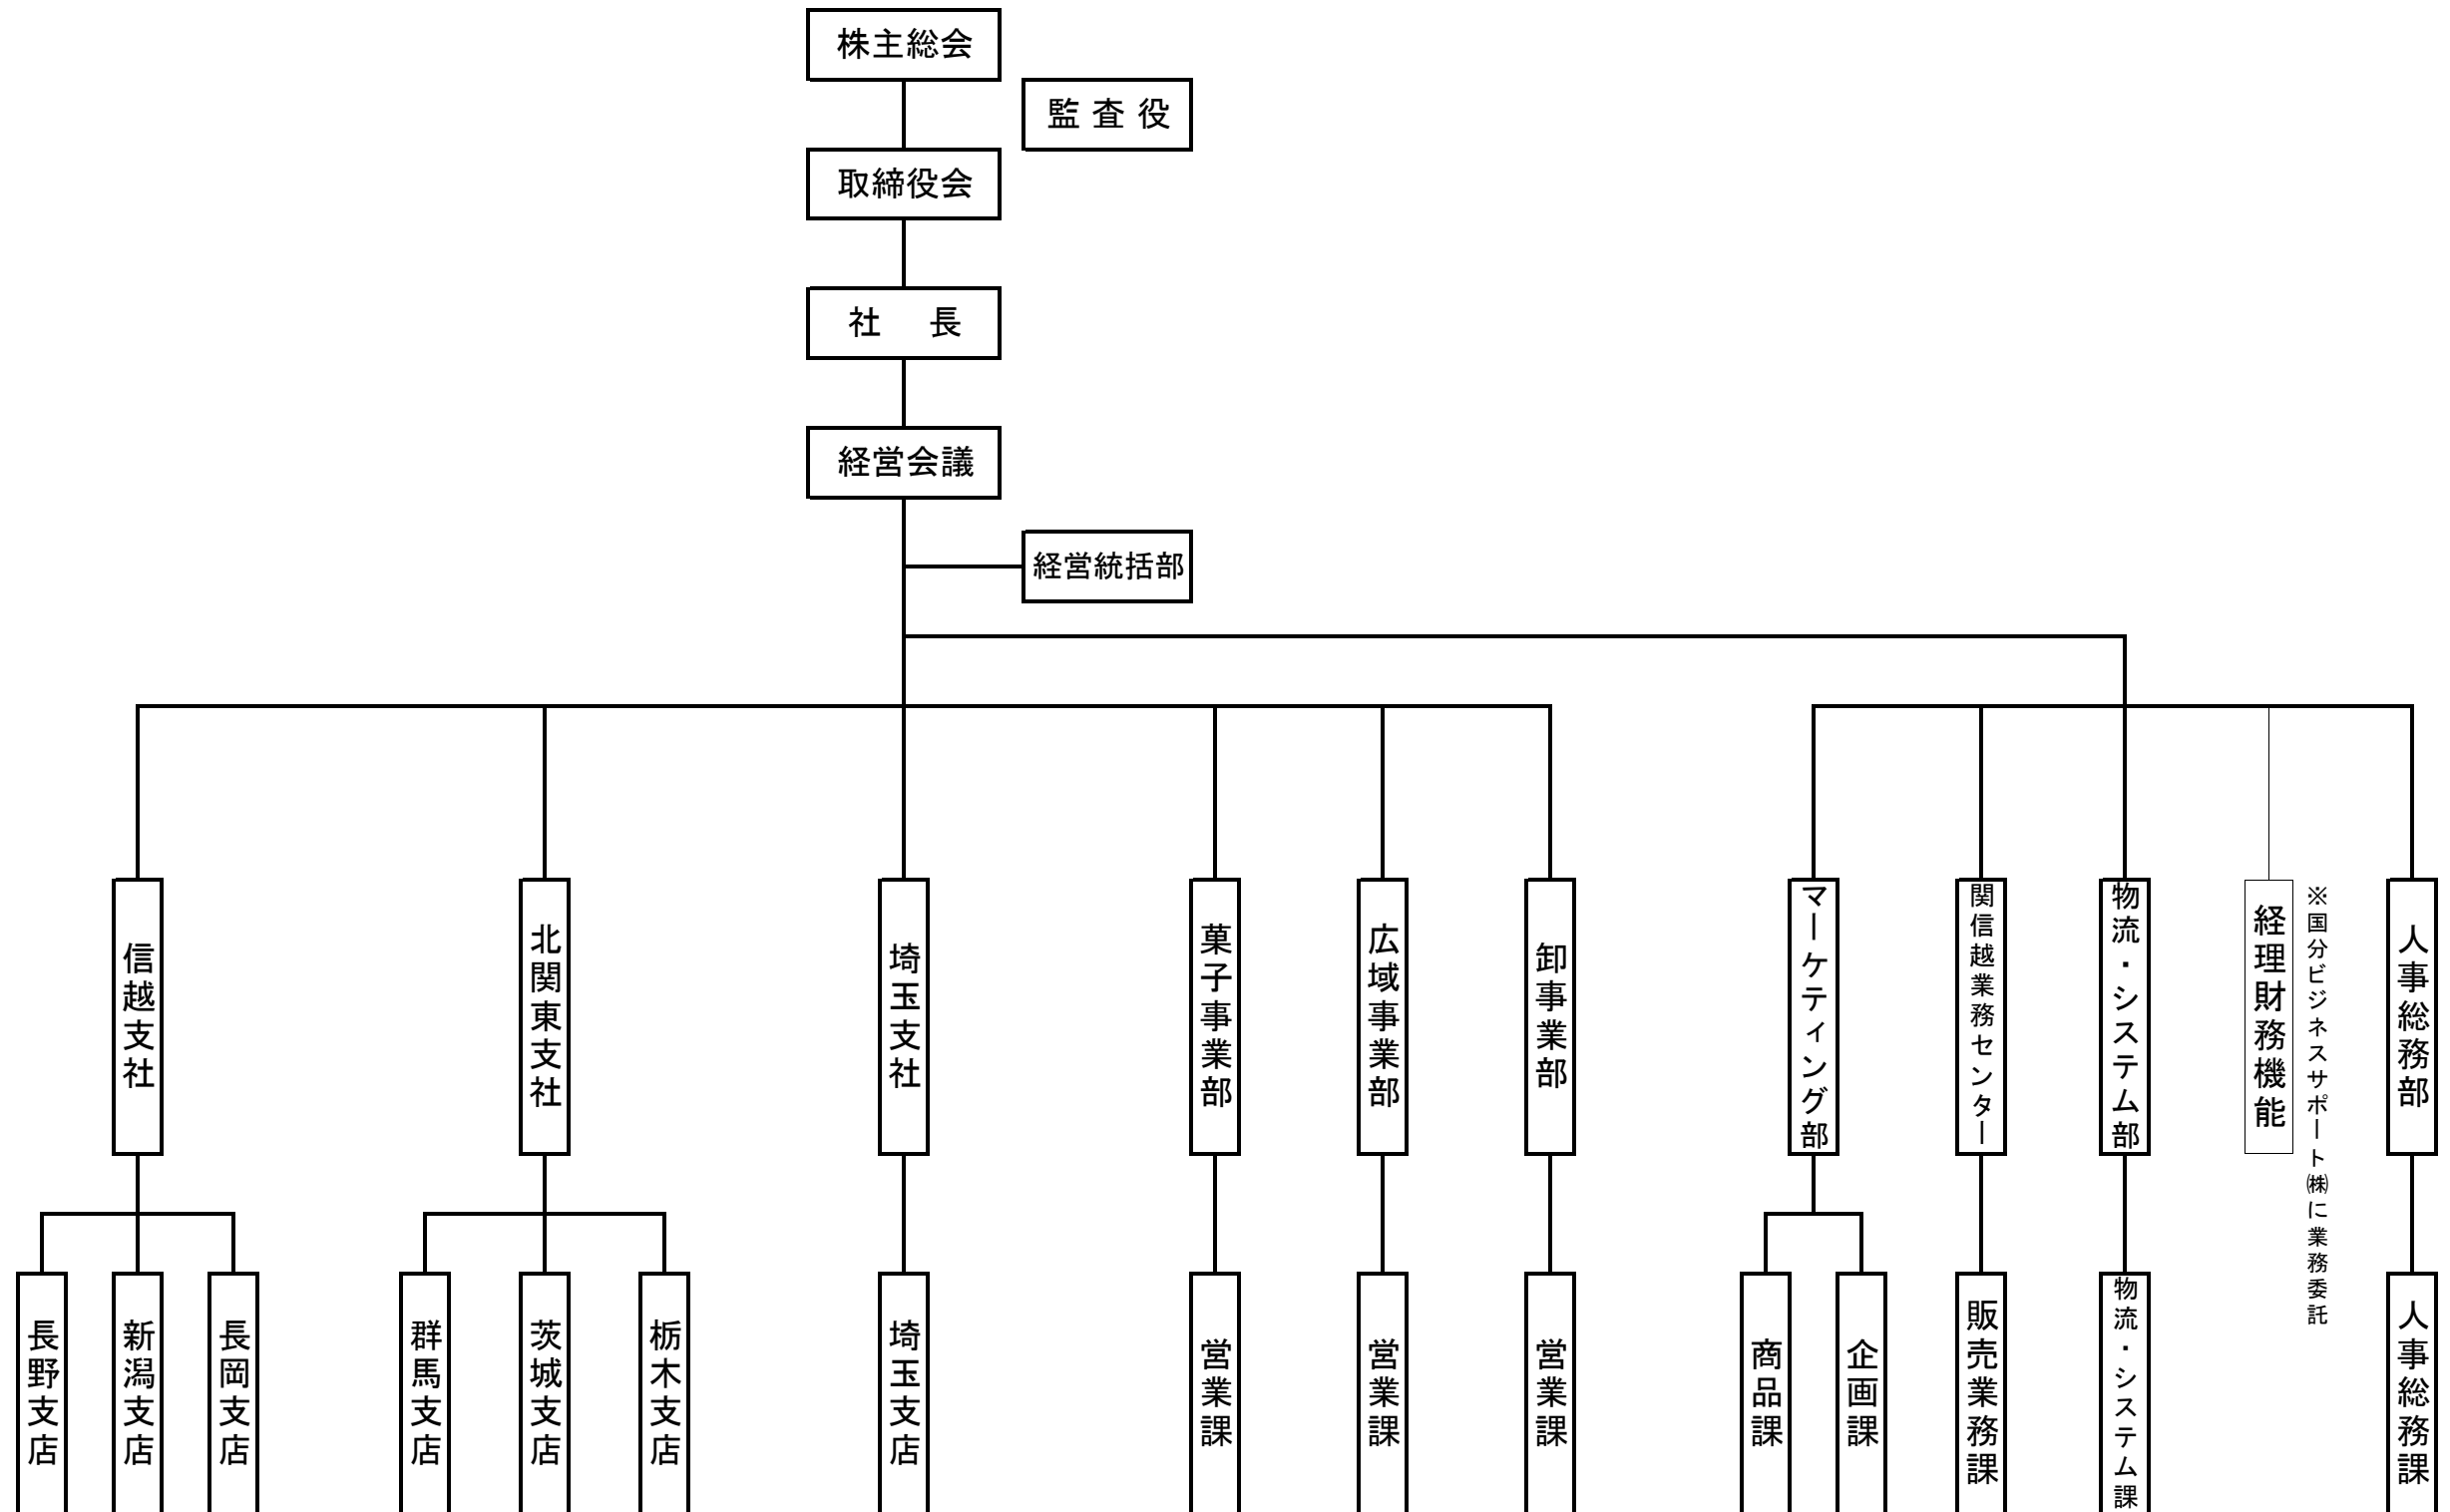 株主総会
監査役
取締役会
社長
経営会議
経営統括部
信越支社
北関東支社
埼玉支社
菓子事業部
広域事業部
卸事業部
マーケティング部
関信越業務センター
物流・システム部
経理財務機能
※国分ビジネスサポート㈱に業務委託
人事総務部
長野支店
新潟支店
長岡支店
群馬支店
茨城支店
栃木支店
埼玉支店
営業課
営業課
営業課
商品課
企画課
販売業務課
物流・システム課
人事総務課